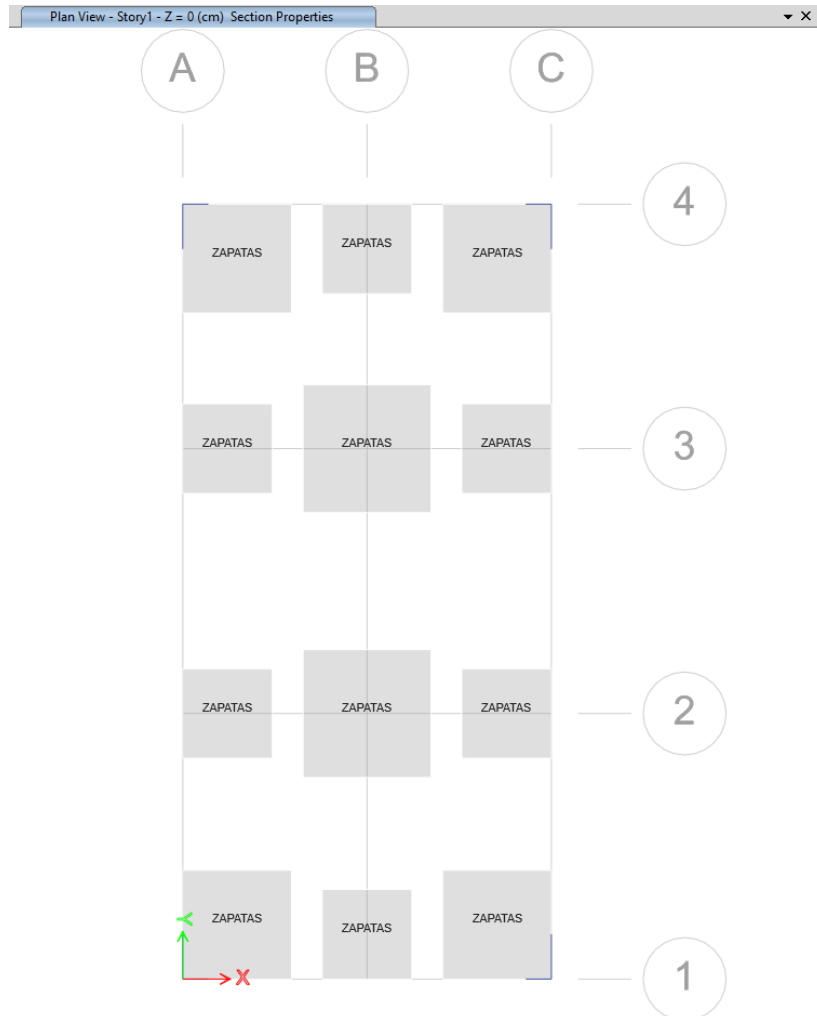 Plan View - Story1 - Z = 0 (cm) Section Properties
A B C
4
ZAPATAS ZAPATAS ZAPATAS
3
ZAPATAS ZAPATAS ZAPATAS
2
ZAPATAS ZAPATAS ZAPATAS
ZAPATAS ZAPATAS ZAPATAS
Y
X
1